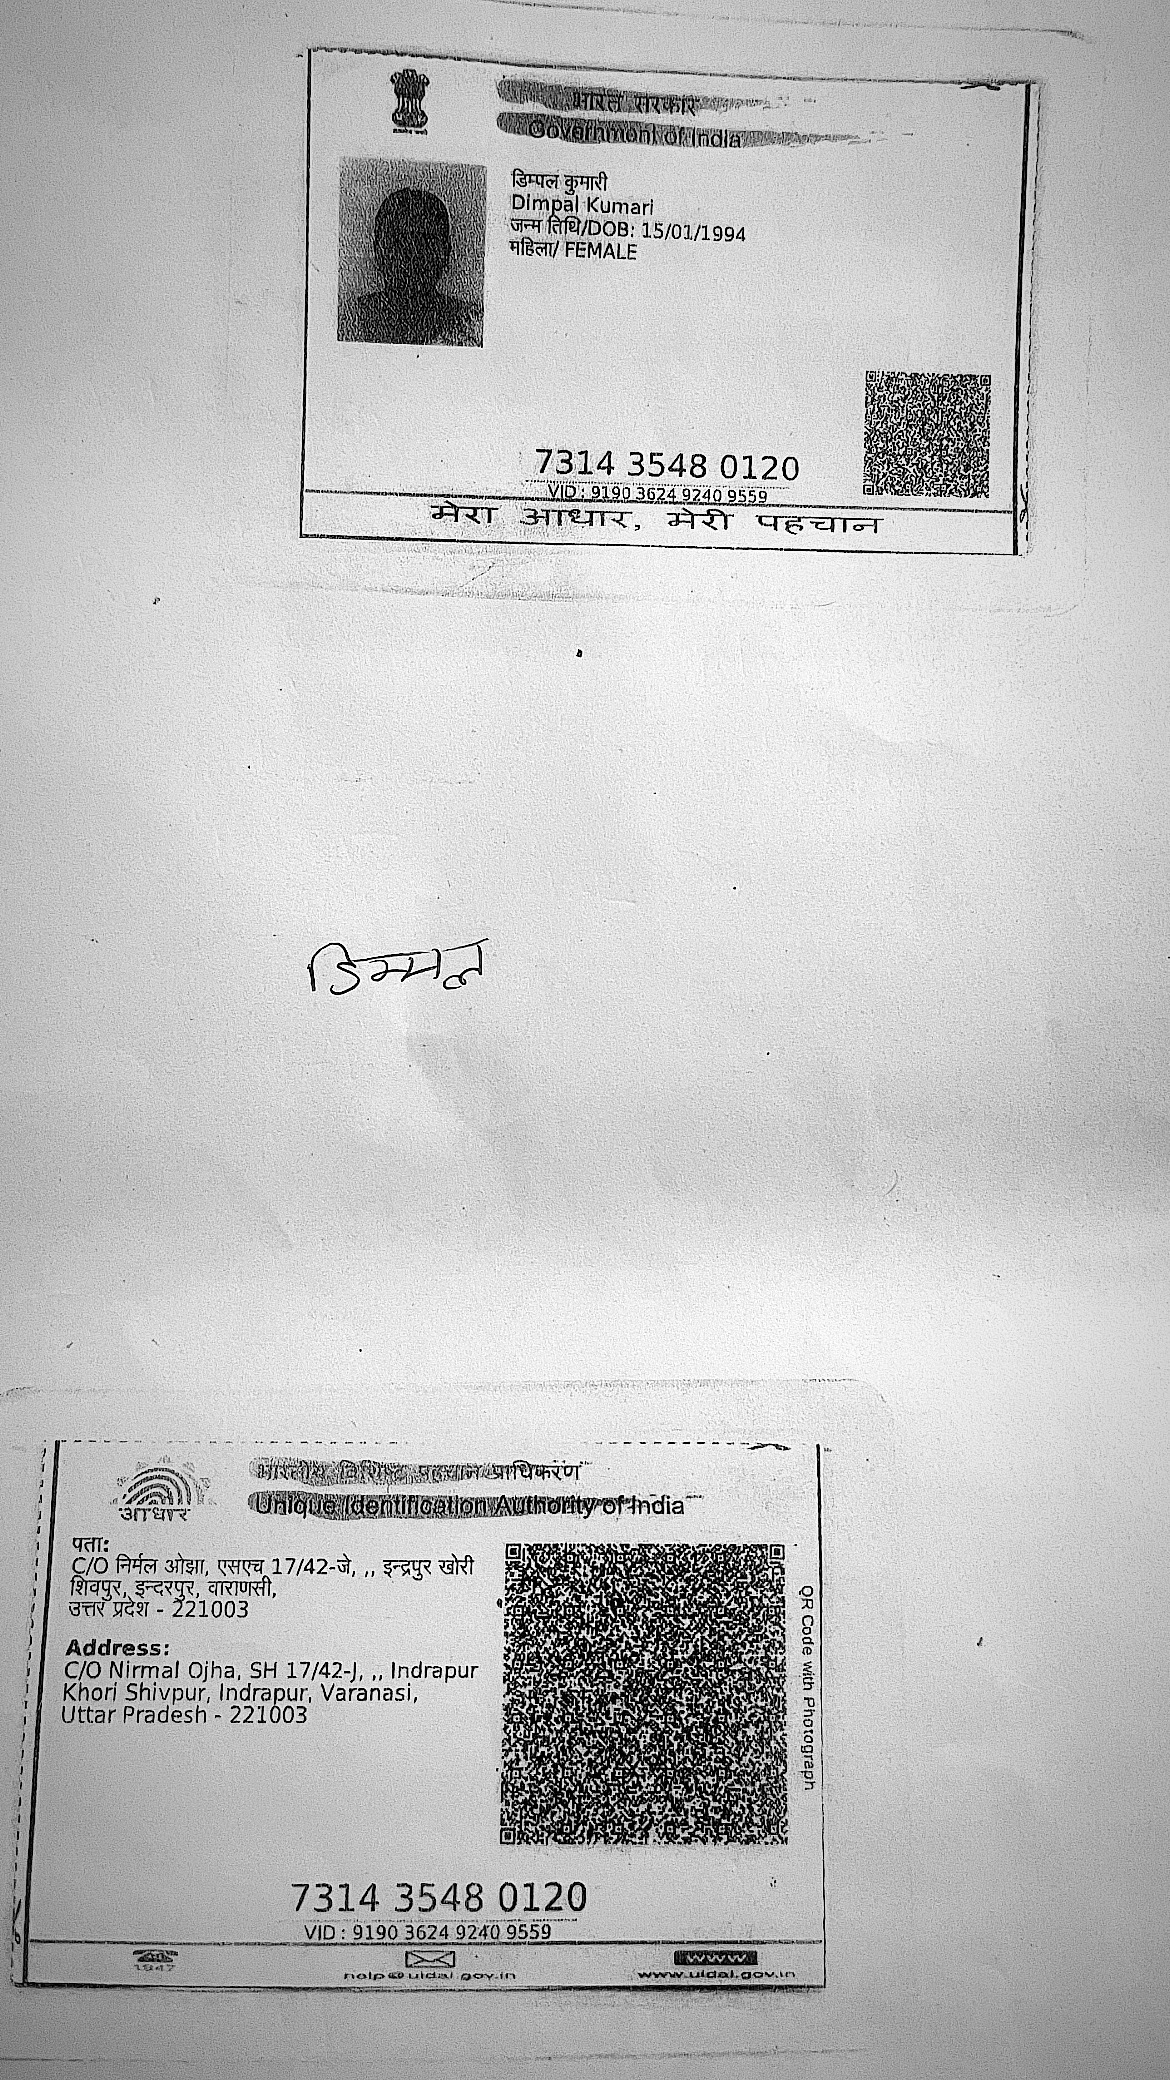 भारत सरकार
Government of India
डिम्पल कुमारी
Dimpal Kumari
जन्म तिथि/DOB: 15/01/1994
महिला/ FEMALE
7314 3548 0120
VID : 9190 3624 9240 9559
मेरा आधार, मेरी पहचान
डिम्पल
भारतीय विशिष्ट पहचान प्राधिकरण
Unique Identification Authority of India
आधार
पता:
C/O निर्मल ओझा, एसएच 17/42-जे, ,, इन्द्रपुर खोरी
शिवपुर, इन्दरपुर, वाराणसी,
उत्तर प्रदेश - 221003
Address:
C/O Nirmal Ojha, SH 17/42-J, ,, Indrapur
Khori Shivpur, Indrapur, Varanasi,
Uttar Pradesh - 221003
QR Code with Photograph
7314 3548 0120
VID : 9190 3624 9240 9559
1947
help@uidai.gov.in
www
www.uidai.gov.in